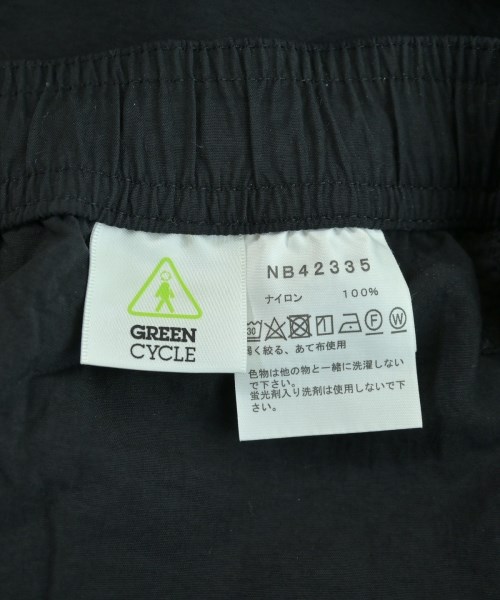 GREEN
CYCLE
NB42335
ナイロン 100%
30 F W
弱く絞る、あて布使用
色物は他の物と一緒に洗濯しない
で下さい。
蛍光剤入り洗剤は使用しないで下
さい。